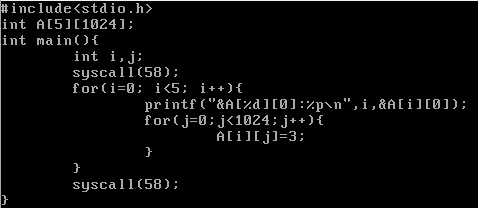 #include<stdio.h>
int A[5][1024];
int main(){
        int i,j;
        syscall(58);
        for(i=0; i<5; i++){
                printf("&A[%d][0]:%p\n",i,&A[i][0]);
                for(j=0;j<1024;j++){
                        A[i][j]=3;
                }
        }
        syscall(58);
}